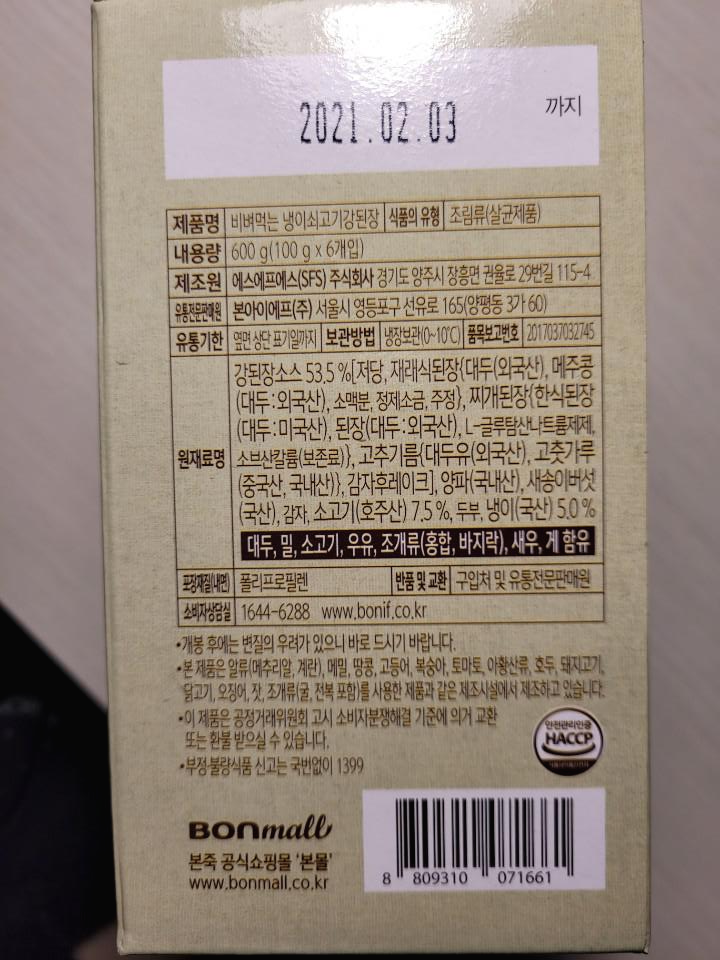 2021.02.03 까지
제품명 비벼먹는 냉이쇠고기강된장 식품의 유형 조림류(살균제품)
내용량 600 g(100 g x 6개입)
제조원 에스에프에스(SFS) 주식회사 경기도 양주시 장흥면 권율로 29번길 115-4
유통전문판매원 본아이에프(주) 서울시 영등포구 선유로 165(양평동 3가 60)
유통기한 옆면 상단 표기일까지 보관방법 냉장보관(0~10℃) 품목보고번호 2017037032745
강된장소스 53.5 %[저당, 재래식된장{대두(외국산), 메주콩
(대두:외국산), 소맥분, 정제소금, 주정}, 찌개된장{한식된장
(대두:미국산), 된장(대두:외국산), L-글루탐산나트륨제제,
원재료명 소브산칼륨(보존료)}, 고추기름{대두유(외국산), 고춧가루
(중국산, 국내산)}, 감자후레이크], 양파(국내산), 새송이버섯
(국산), 감자, 소고기(호주산) 7.5 %, 두부, 냉이(국산) 5.0 %
대두, 밀, 소고기, 우유, 조개류(홍합, 바지락), 새우, 게 함유
포장재질(내면) 폴리프로필렌 반품 및 교환 구입처 및 유통전문판매원
소비자상담실 1644-6288 www.bonif.co.kr
•개봉 후에는 변질의 우려가 있으니 바로 드시기 바랍니다.
•본 제품은 알류(메추리알, 계란), 메밀, 땅콩, 고등어, 복숭아, 토마토, 아황산류, 호두, 돼지고기,
닭고기, 오징어, 잣, 조개류(굴, 전복 포함)를 사용한 제품과 같은 제조시설에서 제조하고 있습니다.
•이 제품은 공정거래위원회 고시 소비자분쟁해결 기준에 의거 교환
또는 환불 받으실 수 있습니다.
•부정·불량식품 신고는 국번없이 1399
안전관리인증
HACCP
BONmall
본죽 공식쇼핑몰 '본몰'
www.bonmall.co.kr
8 809310 071661